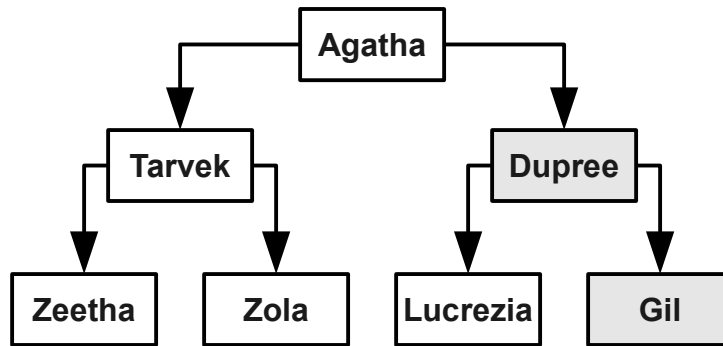 Agatha
Tarvek
Dupree
Zeetha
Zola
Lucrezia
Gil